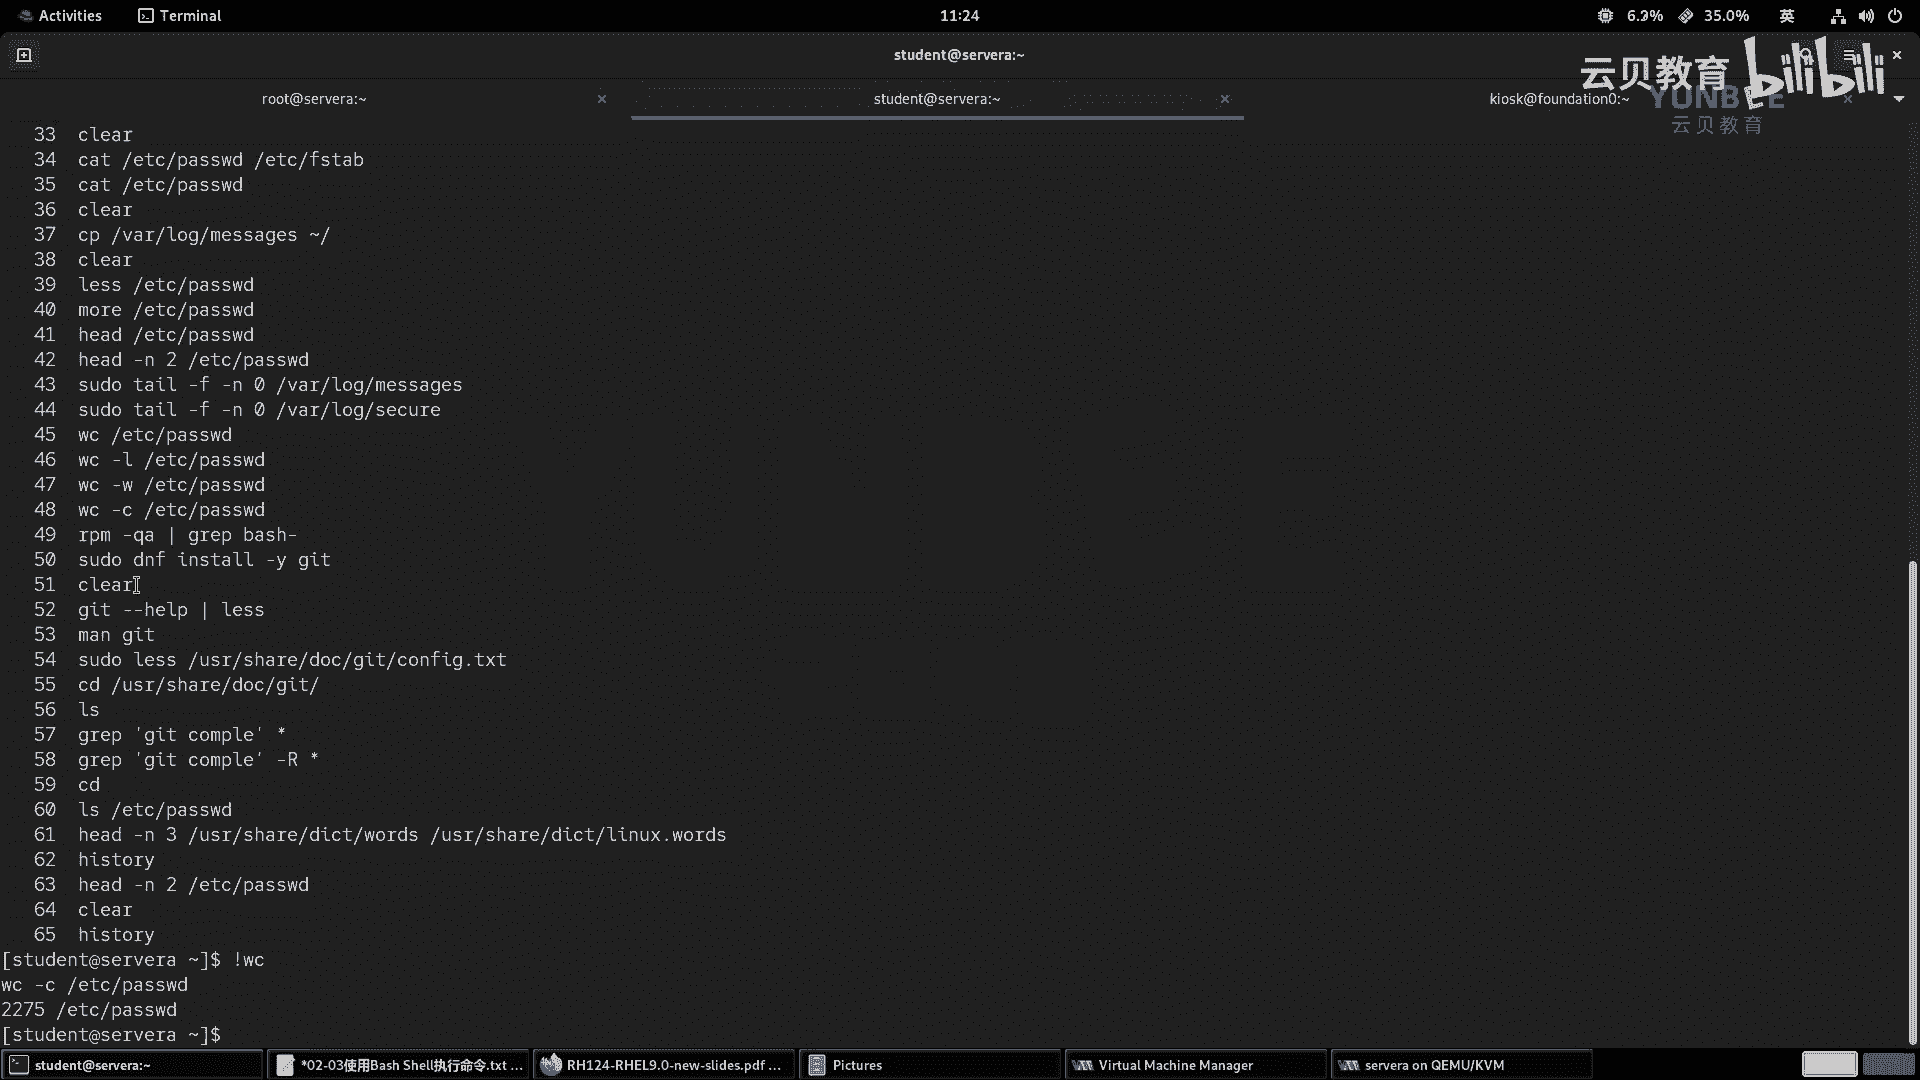 Activities
Terminal
11:24
6.2%
35.0%
英
student@servera:~
云贝教育
bilibili
root@servera:~
student@servera:~
kiosk@foundation0:~
云贝教育
33 clear
34 cat /etc/passwd /etc/fstab
35 cat /etc/passwd
36 clear
37 cp /var/log/messages ~/
38 clear
39 less /etc/passwd
40 more /etc/passwd
41 head /etc/passwd
42 head -n 2 /etc/passwd
43 sudo tail -f -n 0 /var/log/messages
44 sudo tail -f -n 0 /var/log/secure
45 wc /etc/passwd
46 wc -l /etc/passwd
47 wc -w /etc/passwd
48 wc -c /etc/passwd
49 rpm -qa | grep bash-
50 sudo dnf install -y git
51 clear
52 git --help | less
53 man git
54 sudo less /usr/share/doc/git/config.txt
55 cd /usr/share/doc/git/
56 ls
57 grep 'git comple' *
58 grep 'git comple' -R *
59 cd
60 ls /etc/passwd
61 head -n 3 /usr/share/dict/words /usr/share/dict/linux.words
62 history
63 head -n 2 /etc/passwd
64 clear
65 history
[student@servera ~]$ !wc
wc -c /etc/passwd
2275 /etc/passwd
[student@servera ~]$
student@servera:~
*02-03使用Bash Shell执行命令.txt ...
RH124-RHEL9.0-new-slides.pdf ...
Pictures
Virtual Machine Manager
servera on QEMU/KVM